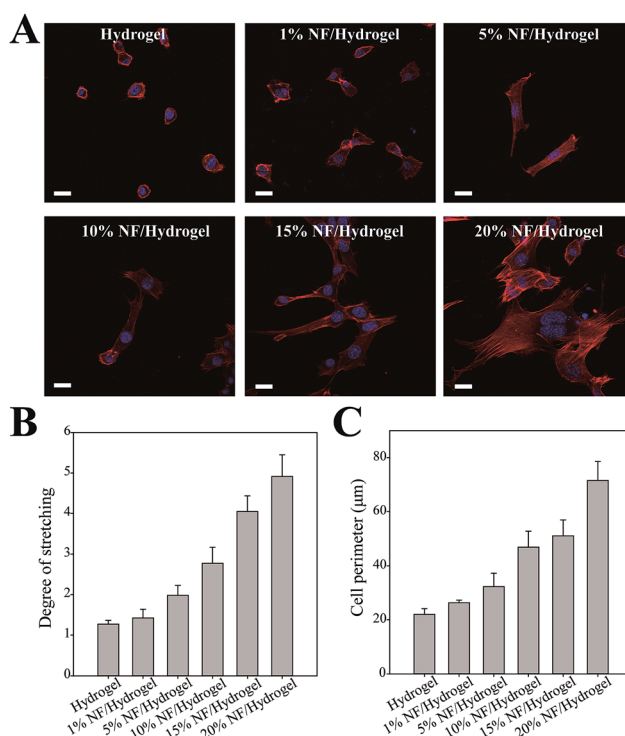 A
Hydrogel
1% NF/Hydrogel
5% NF/Hydrogel
10% NF/Hydrogel
15% NF/Hydrogel
20% NF/Hydrogel
B
Degree of stretching
6
5
4
3
2
1
0
Hydrogel
1% NF/Hydrogel
5% NF/Hydrogel
10% NF/Hydrogel
15% NF/Hydrogel
20% NF/Hydrogel
C
Cell perimeter (μm)
80
60
40
20
0
Hydrogel
1% NF/Hydrogel
5% NF/Hydrogel
10% NF/Hydrogel
15% NF/Hydrogel
20% NF/Hydrogel